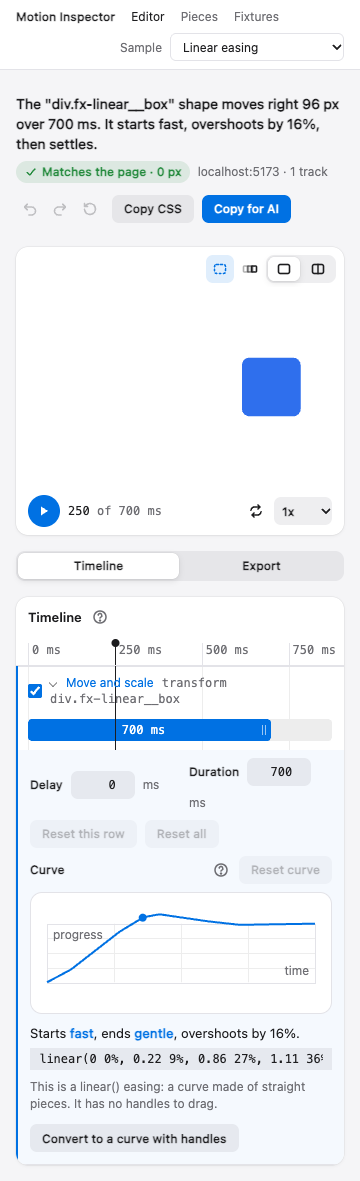 Motion Inspector Editor Pieces Fixtures
Sample Linear easing
The "div.fx-linear__box" shape moves right 96 px
over 700 ms. It starts fast, overshoots by 16%,
then settles.
Matches the page · 0 px localhost:5173 · 1 track
Copy CSS Copy for AI
250 of 700 ms 1x
Timeline Export
Timeline
0 ms 250 ms 500 ms 750 ms
Move and scale transform
div.fx-linear__box
700 ms
Delay 0 ms Duration 700
ms
Reset this row Reset all
Curve Reset curve
progress
time
Starts fast, ends gentle, overshoots by 16%.
linear(0 0%, 0.22 9%, 0.86 27%, 1.11 36%
This is a linear() easing: a curve made of straight
pieces. It has no handles to drag.
Convert to a curve with handles